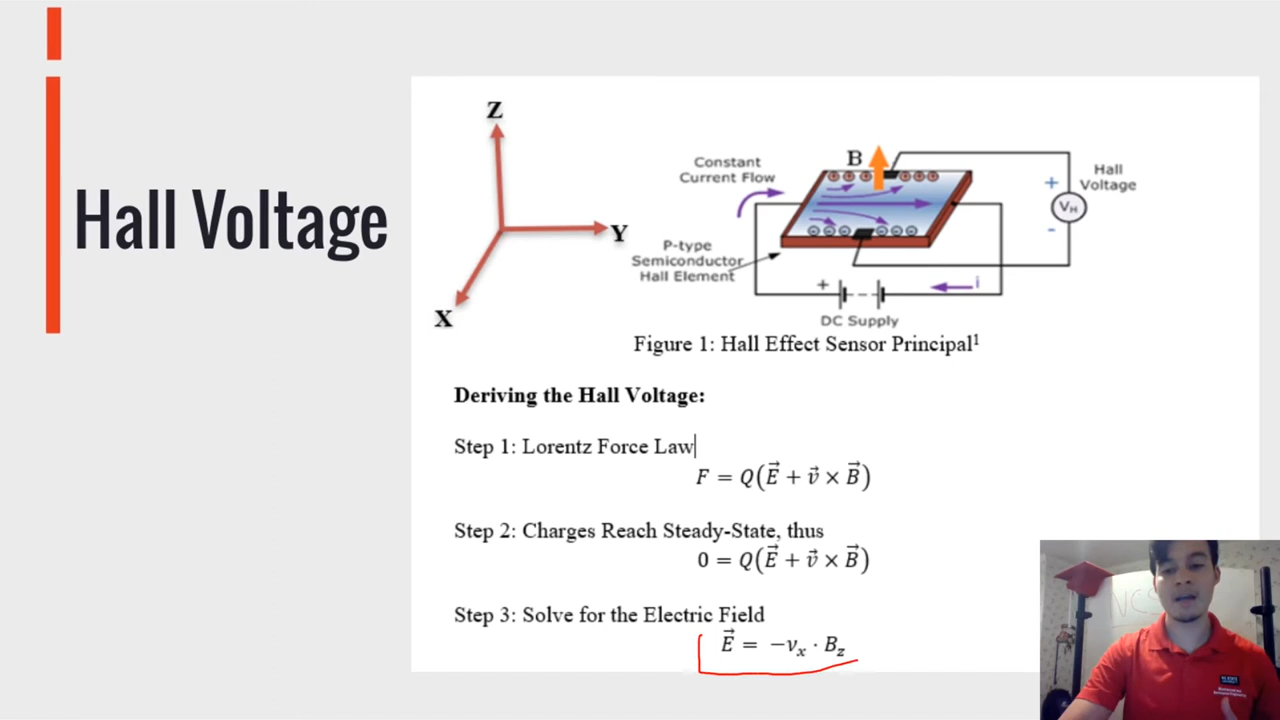 Hall Voltage
Z
Y
X
Constant
Current Flow
B
Hall
Voltage
+
V_H
-
P-type
Semiconductor
Hall Element
+
i
DC Supply
Figure 1: Hall Effect Sensor Principal¹
Deriving the Hall Voltage:
Step 1: Lorentz Force Law
F = Q(E⃗ + v⃗ × B⃗)
Step 2: Charges Reach Steady-State, thus
0 = Q(E⃗ + v⃗ × B⃗)
Step 3: Solve for the Electric Field
E⃗ = −vₓ · B_z